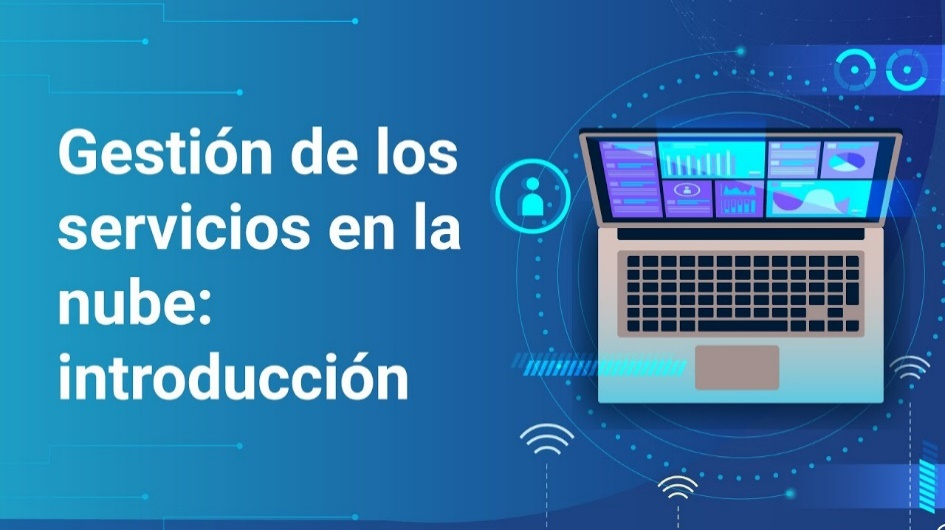 Gestión de los
servicios en la
nube:
introducción